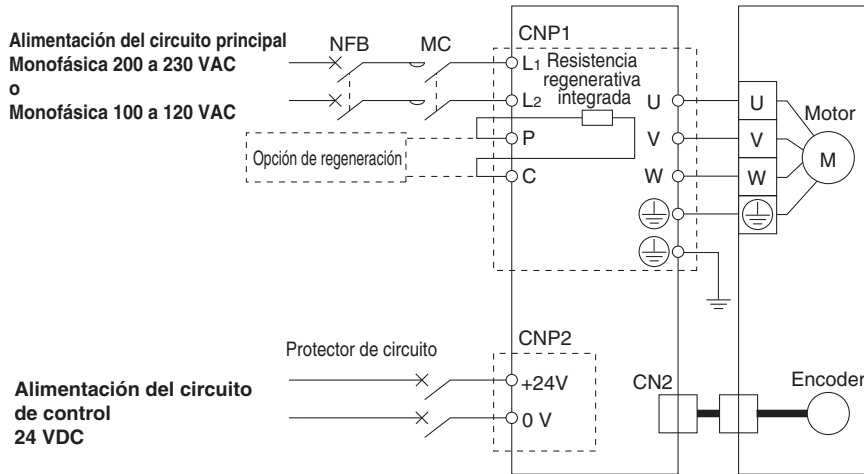 Alimentación del circuito principal
Monofásica 200 a 230 VAC
o
Monofásica 100 a 120 VAC
NFB
MC
CNP1
L1
Resistencia
regenerativa
integrada
L2
P
C
Opción de regeneración
U
V
W
U
V
W
Motor
M
CNP2
Protector de circuito
+24V
0 V
Alimentación del circuito
de control
24 VDC
CN2
Encoder